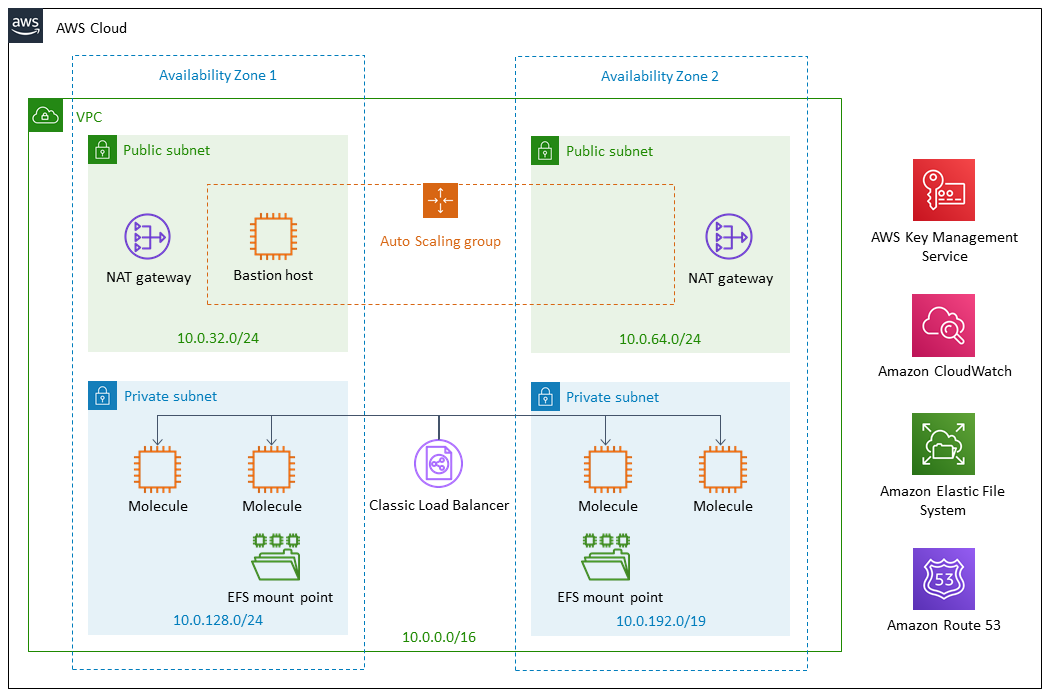 aws
AWS Cloud
Availability Zone 1
Availability Zone 2
VPC
Public subnet
Public subnet
Auto Scaling group
NAT gateway
Bastion host
NAT gateway
10.0.32.0/24
10.0.64.0/24
Private subnet
Private subnet
Molecule
Molecule
Classic Load Balancer
Molecule
Molecule
EFS mount point
EFS mount point
10.0.128.0/24
10.0.192.0/19
10.0.0.0/16
AWS Key Management
Service
Amazon CloudWatch
Amazon Elastic File
System
53
Amazon Route 53